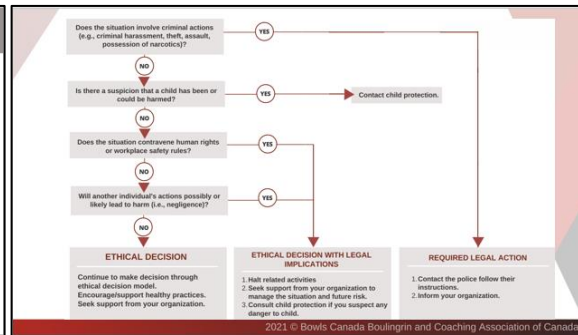 Does the situation involve criminal actions
(e.g., criminal harassment, theft, assault,
possession of narcotics)?
YES
NO
Is there a suspicion that a child has been or
could be harmed?
YES
Contact child protection.
NO
Does the situation contravene human rights
or workplace safety rules?
YES
NO
Will another individual's actions possibly or
likely lead to harm (i.e., negligence)?
YES
NO
ETHICAL DECISION
Continue to make decision through
ethical decision model.
Encourage/support healthy practices.
Seek support from your organization.
ETHICAL DECISION WITH LEGAL
IMPLICATIONS
1. Halt related activities
2. Seek support from your organization to
manage the situation and future risk.
3. Consult child protection if you suspect any
danger to child.
REQUIRED LEGAL ACTION
1. Contact the police follow their
instructions.
2. Inform your organization.
2021 © Bowls Canada Boulingrin and Coaching Association of Canada